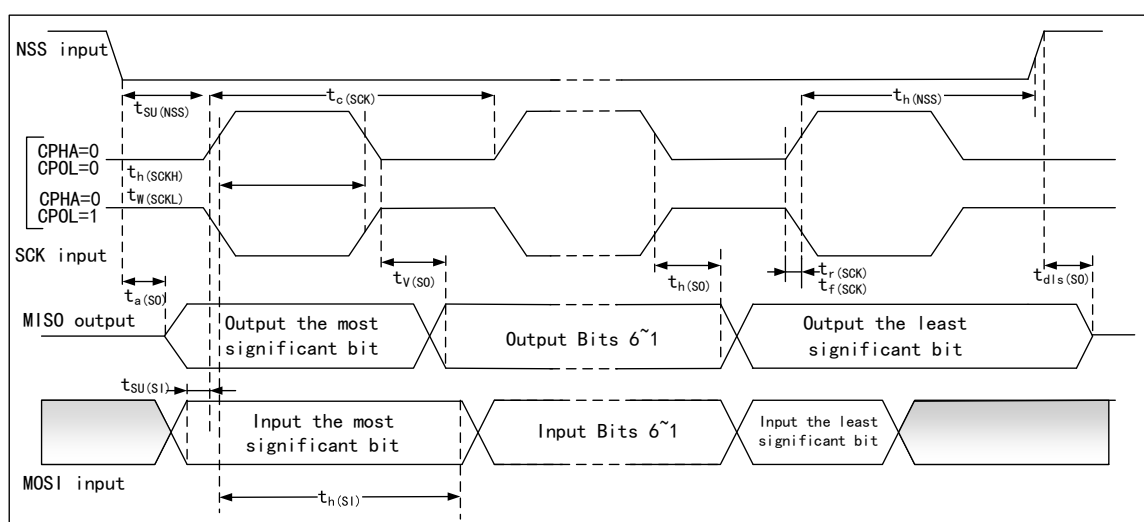 NSS input
tSU(NSS)
tc(SCK)
th(NSS)
CPHA=0
CPOL=0
th(SCKH)
tW(SCKL)
CPHA=0
CPOL=1
SCK input
ta(SO)
tV(SO)
th(SO)
tr(SCK)
tf(SCK)
tdls(SO)
MISO output
Output the most
significant bit
Output Bits 6~1
Output the least
significant bit
tSU(SI)
Input the most
significant bit
Input Bits 6~1
Input the least
significant bit
MOSI input
th(SI)